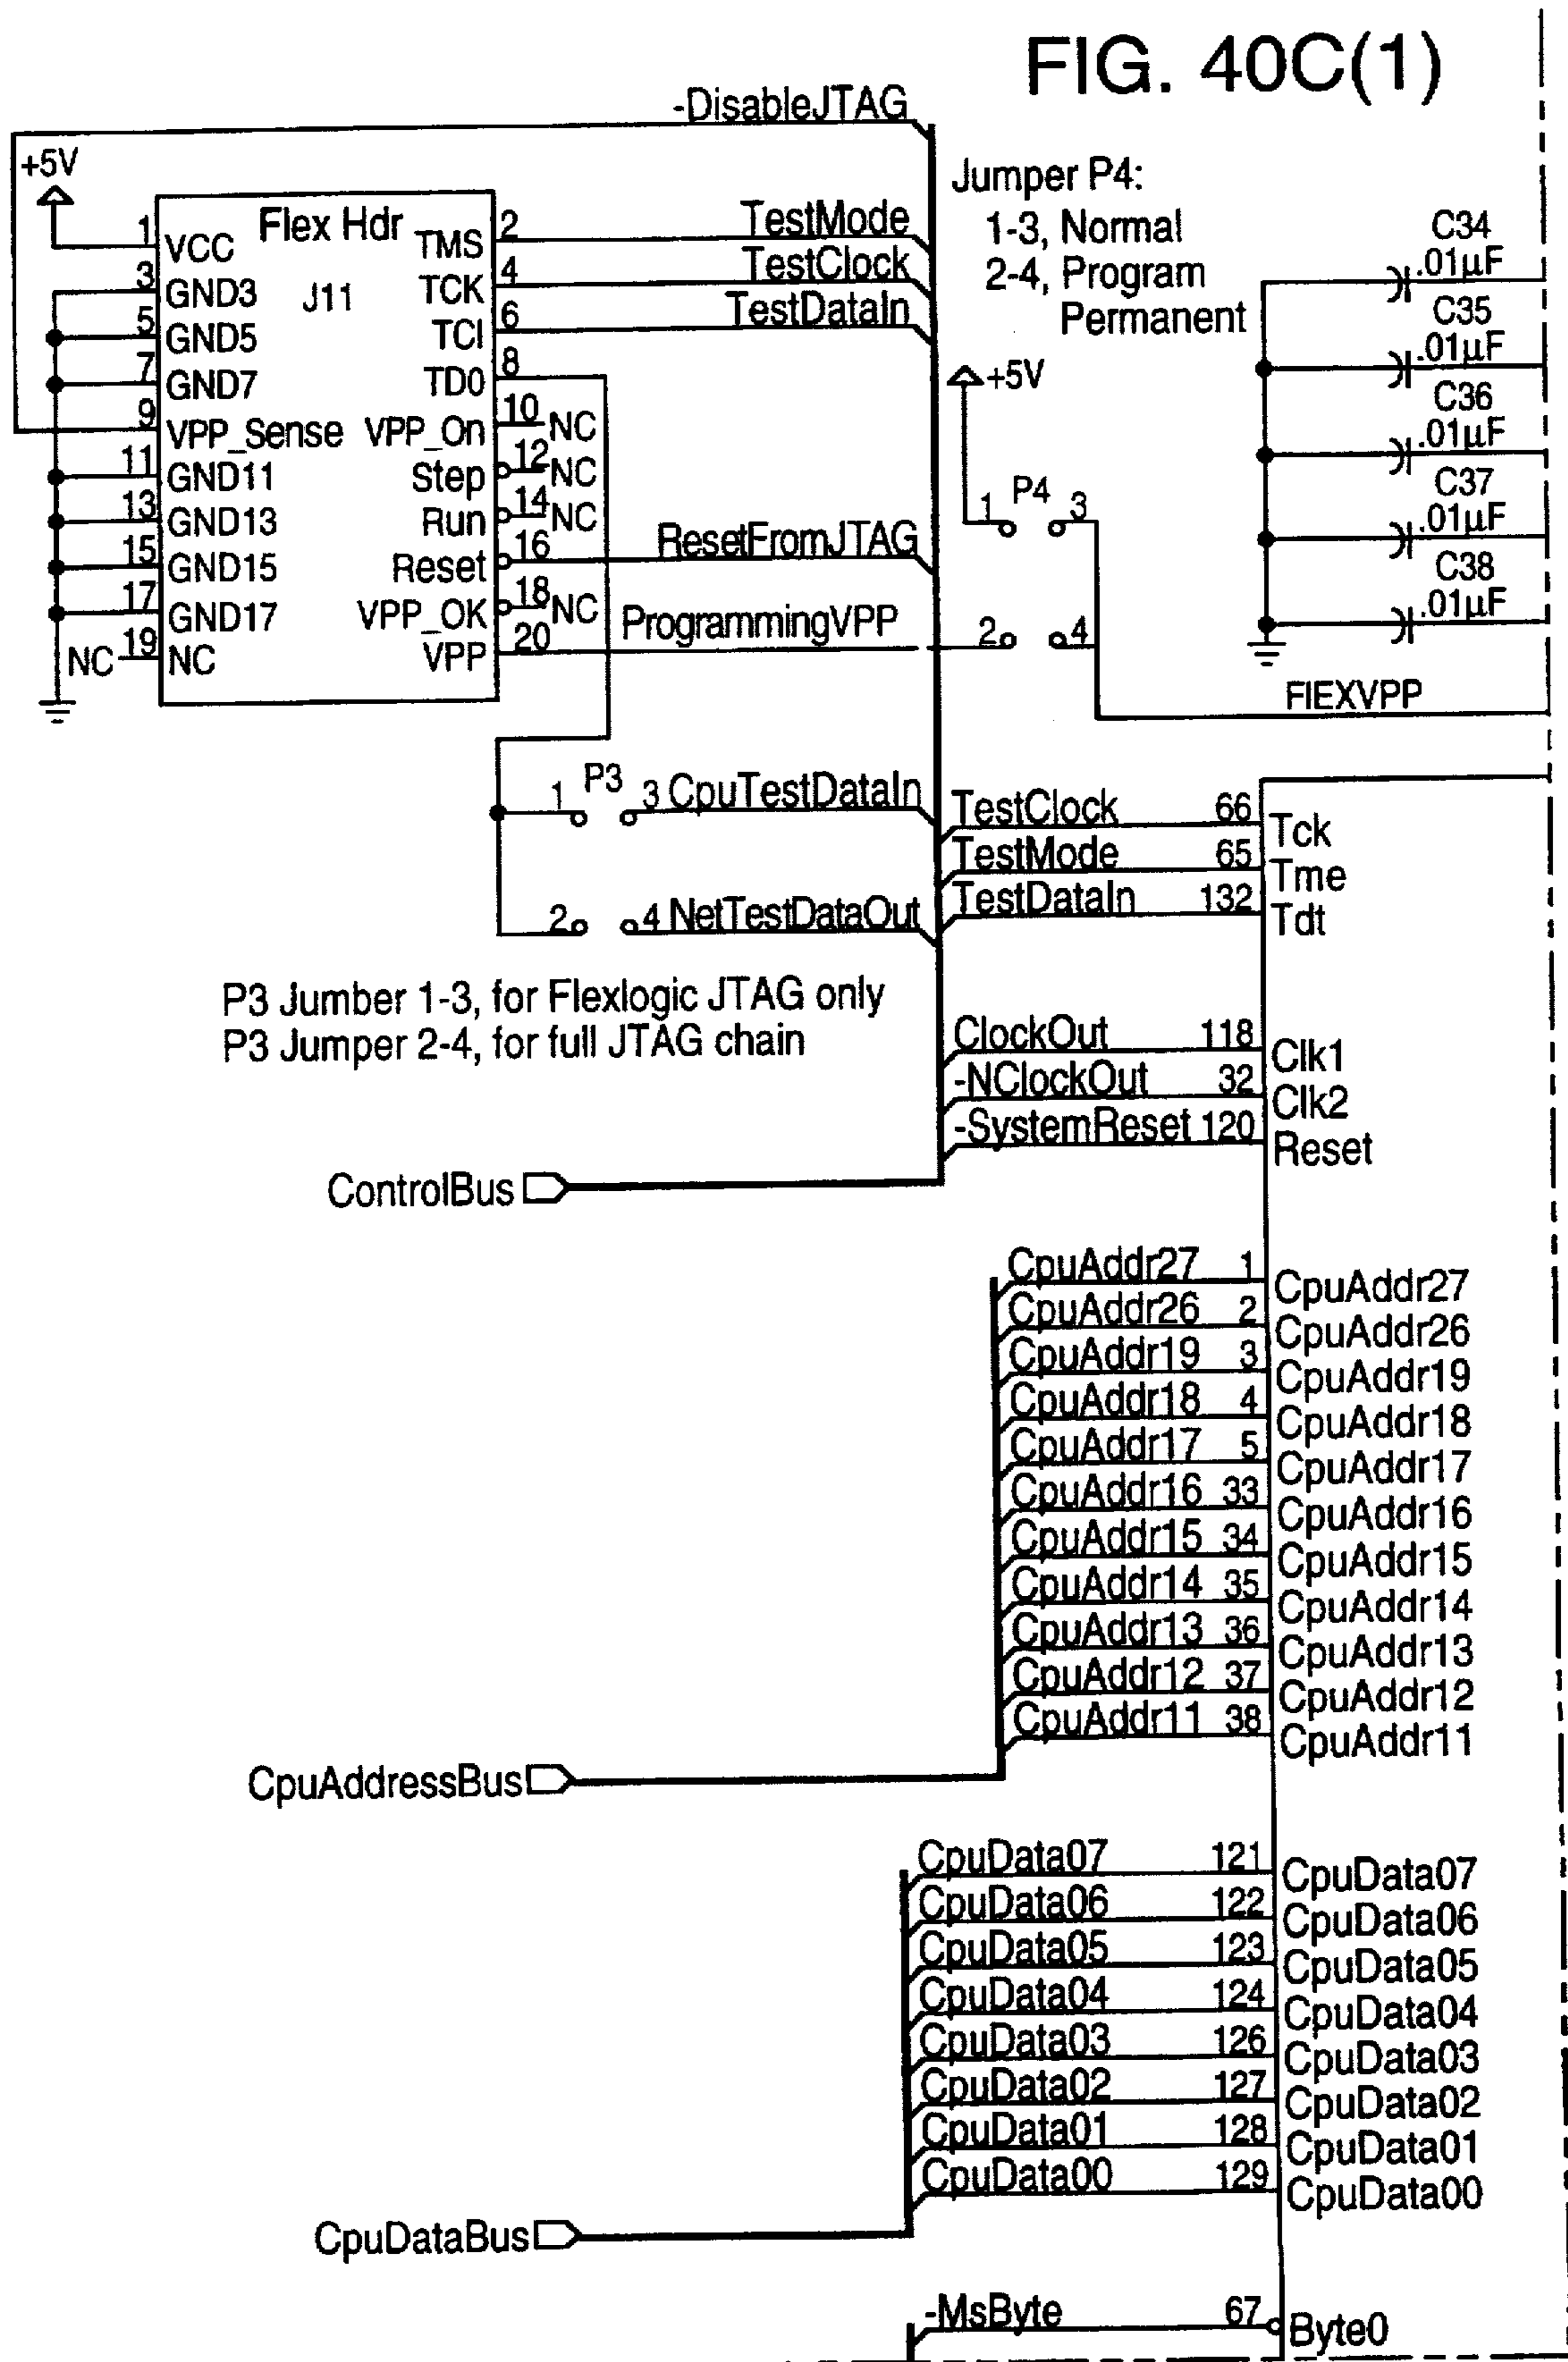 FIG. 40C(1)
-DisableJTAG
+5V
Jumper P4:
1-3, Normal
2-4, Program
Permanent
Flex Hdr
J11
1 VCC
3 GND3
5 GND5
7 GND7
9 VPP_Sense
11 GND11
13 GND13
15 GND15
17 GND17
NC 19 NC
TMS 2 TestMode
TCK 4 TestClock
TCI 6 TestDataIn
TD0 8
VPP_On 10 NC
Step 12 NC
Run 14 NC
Reset 16 ResetFromJTAG
VPP_OK 18 NC
VPP 20 ProgrammingVPP
+5V
1 P4 3
2 4
C34
.01µF
C35
.01µF
C36
.01µF
C37
.01µF
C38
.01µF
FlEXVPP
1 P3 3 CpuTestDataIn
2 4 NetTestDataOut
P3 Jumber 1-3, for Flexlogic JTAG only
P3 Jumper 2-4, for full JTAG chain
TestClock 66 Tck
TestMode 65 Tme
TestDataIn 132 Tdt
ClockOut 118 Clk1
-NClockOut 32 Clk2
-SystemReset 120 Reset
ControlBus
CpuAddr27 1 CpuAddr27
CpuAddr26 2 CpuAddr26
CpuAddr19 3 CpuAddr19
CpuAddr18 4 CpuAddr18
CpuAddr17 5 CpuAddr17
CpuAddr16 33 CpuAddr16
CpuAddr15 34 CpuAddr15
CpuAddr14 35 CpuAddr14
CpuAddr13 36 CpuAddr13
CpuAddr12 37 CpuAddr12
CpuAddr11 38 CpuAddr11
CpuAddressBus
CpuData07 121 CpuData07
CpuData06 122 CpuData06
CpuData05 123 CpuData05
CpuData04 124 CpuData04
CpuData03 126 CpuData03
CpuData02 127 CpuData02
CpuData01 128 CpuData01
CpuData00 129 CpuData00
CpuDataBus
-MsByte 67 Byte0